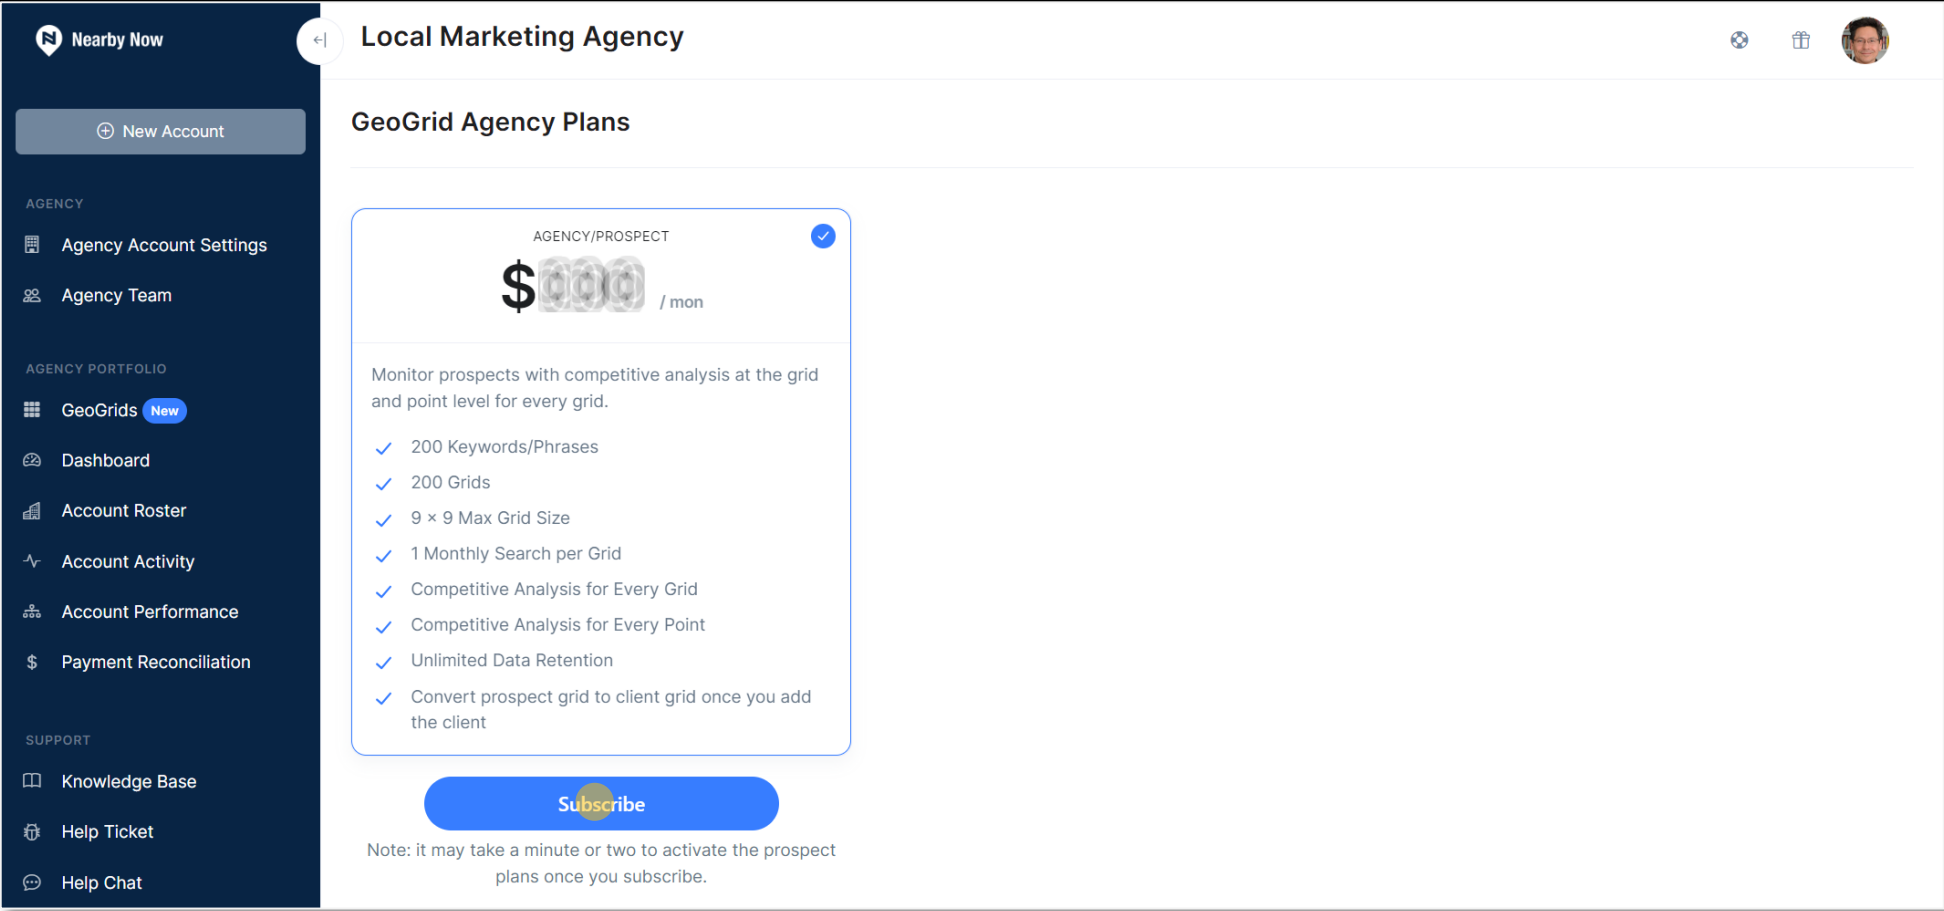 Nearby Now
Local Marketing Agency
New Account
AGENCY
Agency Account Settings
Agency Team
AGENCY PORTFOLIO
GeoGrids New
Dashboard
Account Roster
Account Activity
Account Performance
$ Payment Reconciliation
SUPPORT
Knowledge Base
Help Ticket
Help Chat
GeoGrid Agency Plans
AGENCY/PROSPECT
$ / mon
Monitor prospects with competitive analysis at the grid
and point level for every grid.
200 Keywords/Phrases
200 Grids
9 × 9 Max Grid Size
1 Monthly Search per Grid
Competitive Analysis for Every Grid
Competitive Analysis for Every Point
Unlimited Data Retention
Convert prospect grid to client grid once you add
the client
Subscribe
Note: it may take a minute or two to activate the prospect
plans once you subscribe.